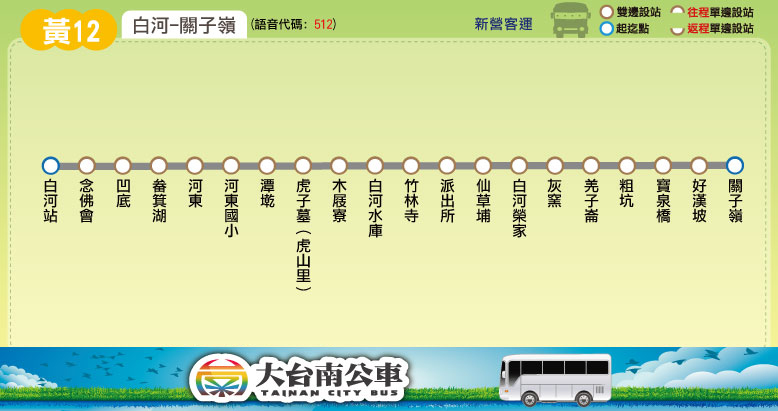 黃12
白河-關子嶺
(語音代碼: 512)
新營客運
雙邊設站
起迄點
往程單邊設站
返程單邊設站
白河站
念佛會
凹底
畚箕湖
河東
河東國小
潭墘
虎子墓(虎山里)
木屐寮
白河水庫
竹林寺
派出所
仙草埔
白河榮家
灰窯
羌子崙
粗坑
寶泉橋
好漢坡
關子嶺
大台南公車
TAINAN CITY BUS